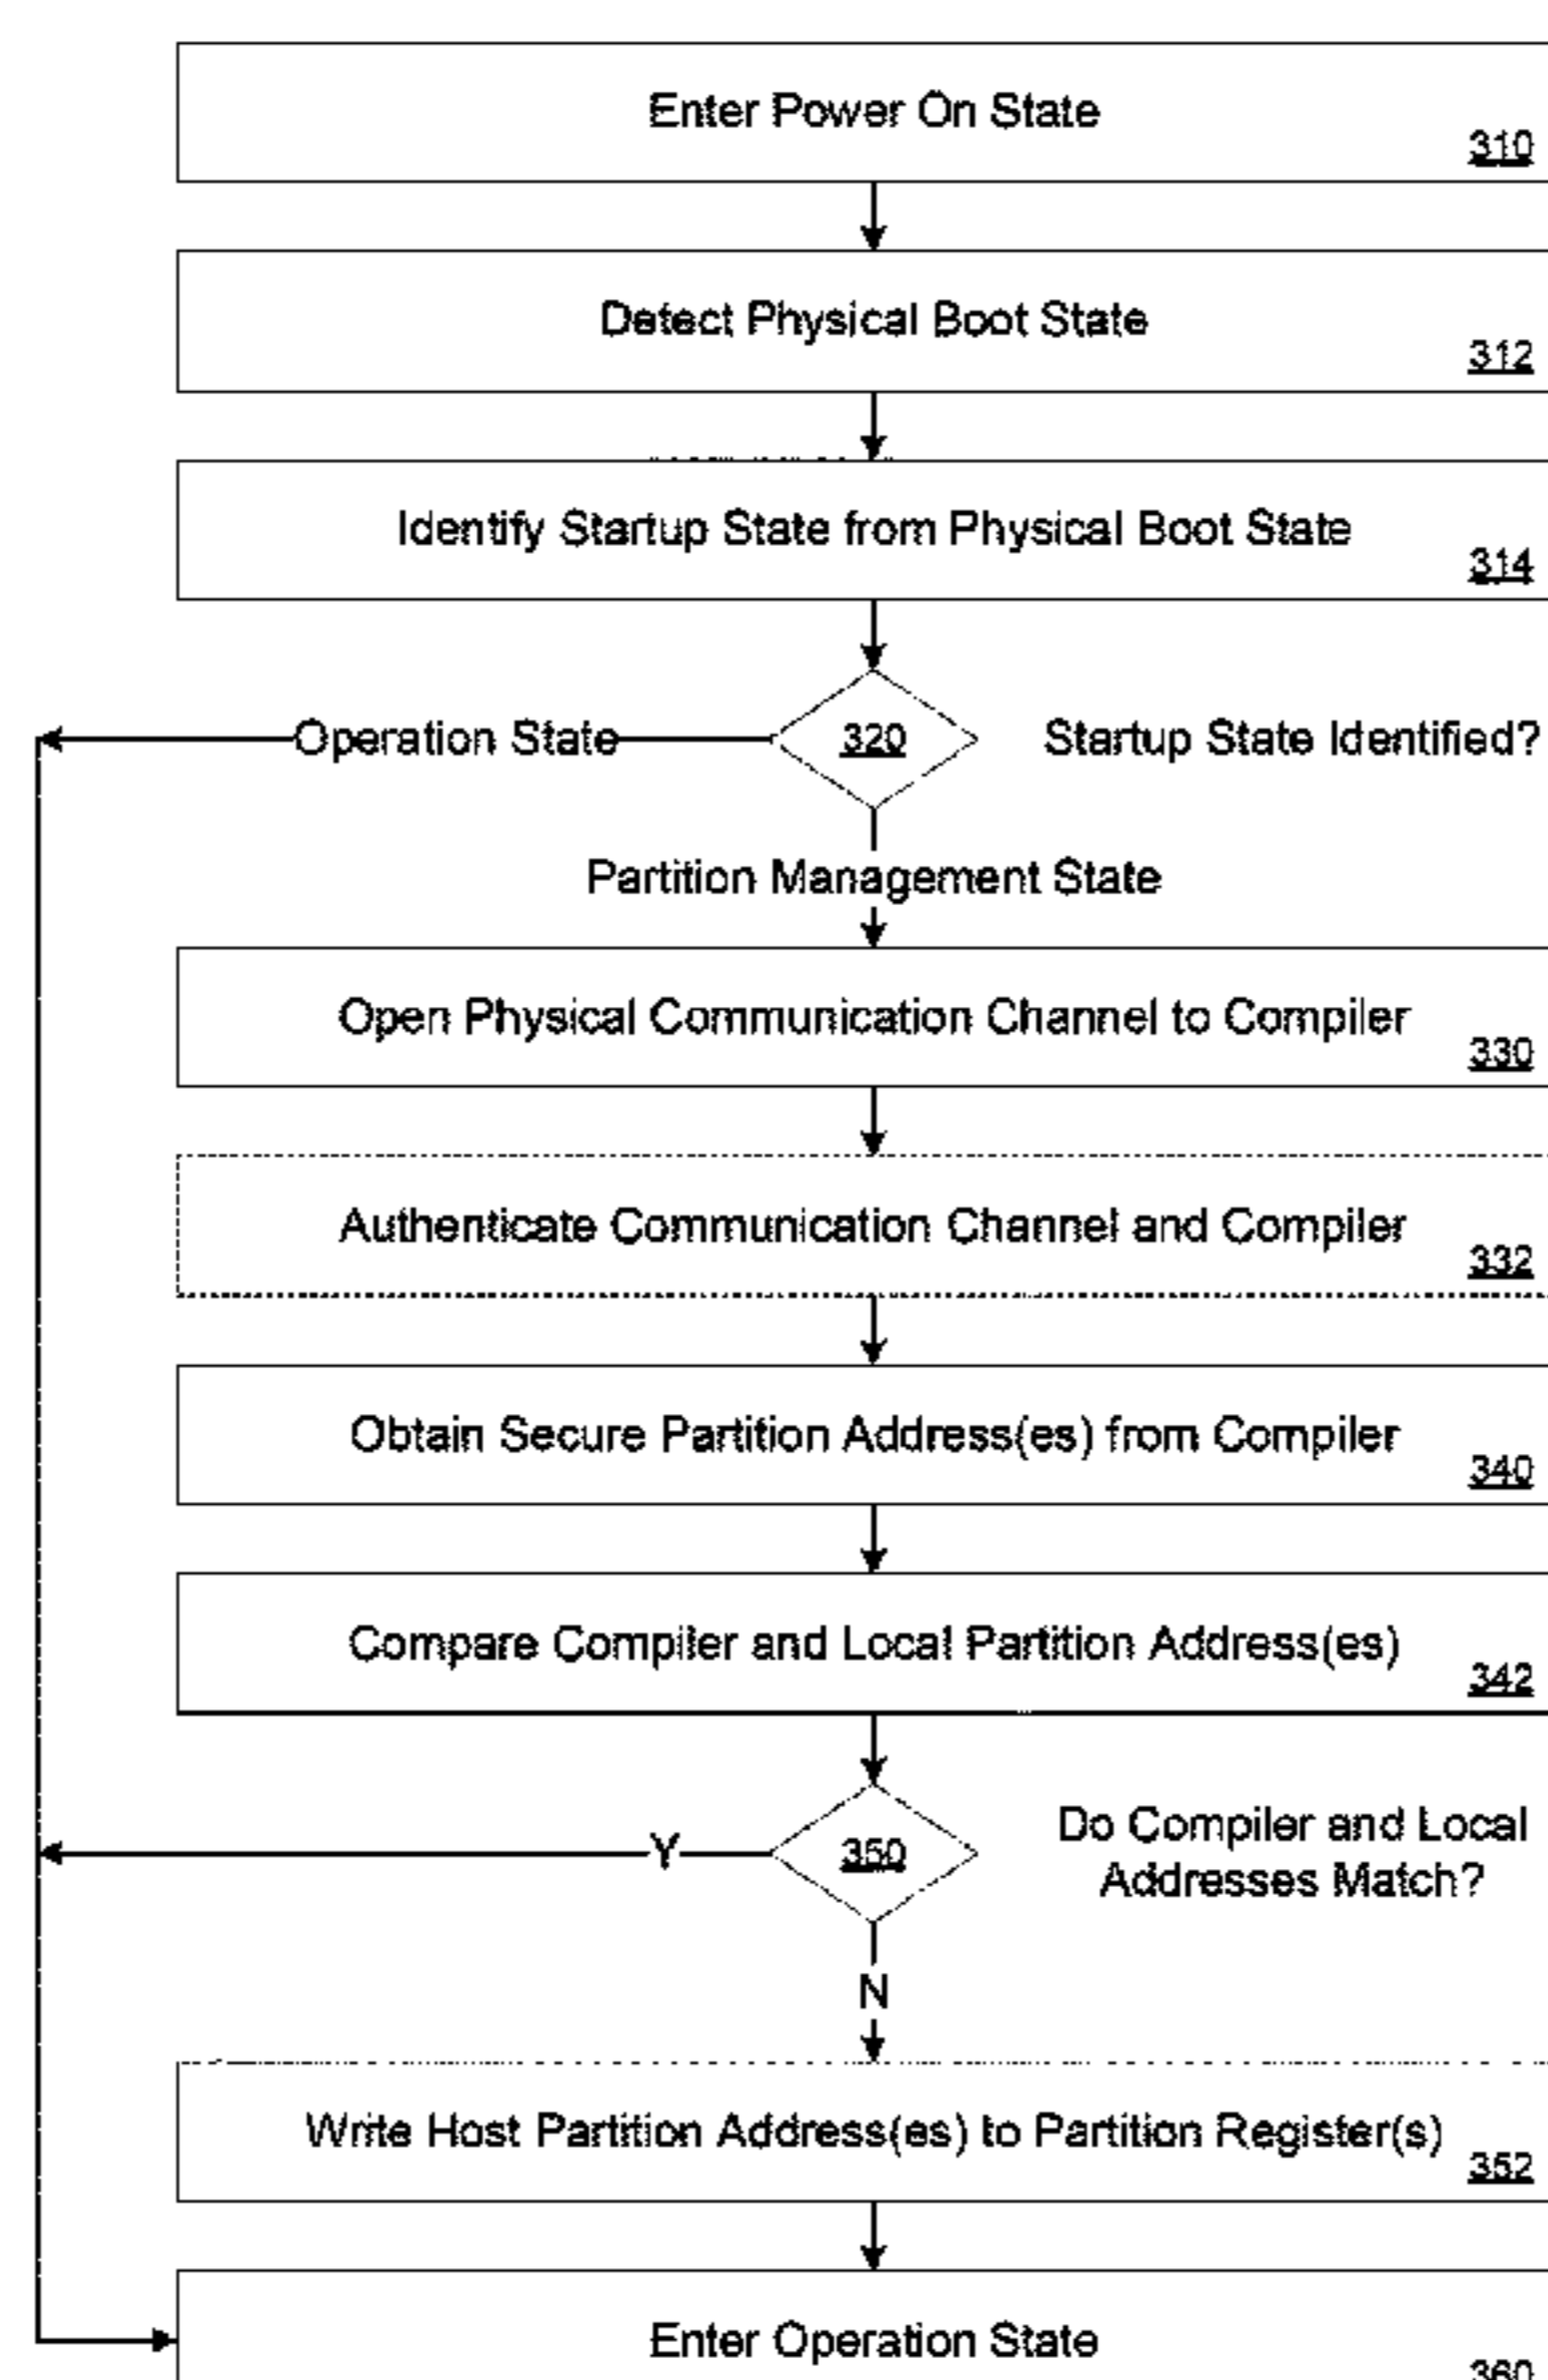 Enter Power On State
310
Detect Physical Boot State
312
Identify Startup State from Physical Boot State
314
Operation State
320
Startup State Identified?
Partition Management State
Open Physical Communication Channel to Compiler
330
Authenticate Communication Channel and Compiler
332
Obtain Secure Partition Address(es) from Compiler
340
Compare Compiler and Local Partition Address(es)
342
Y
350
Do Compiler and Local
Addresses Match?
N
Write Host Partition Address(es) to Partition Register(s)
352
Enter Operation State
360